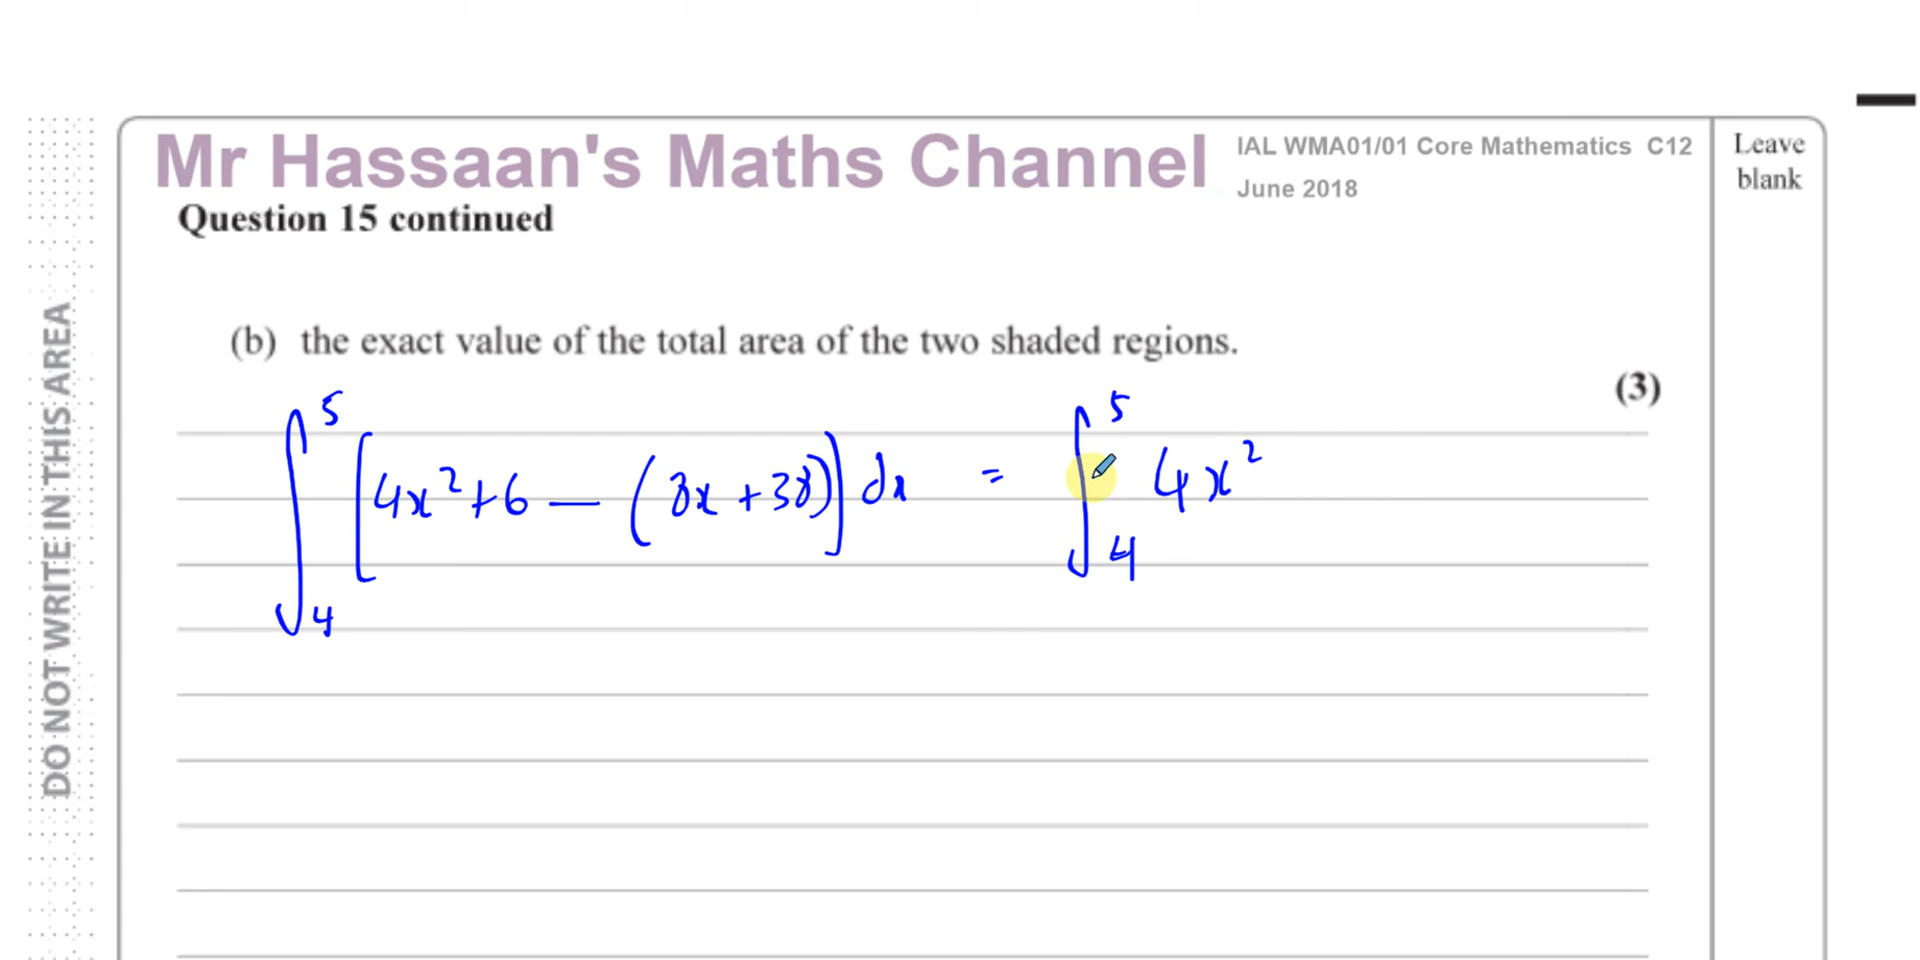 Mr Hassaan's Maths Channel
IAL WMA01/01 Core Mathematics C12
June 2018
Leave
blank
Question 15 continued
DO NOT WRITE IN THIS AREA
(b) the exact value of the total area of the two shaded regions.
(3)
∫₄⁵ [4x² + 6 — (8x + 38)] dx = ∫₄⁵ 4x²